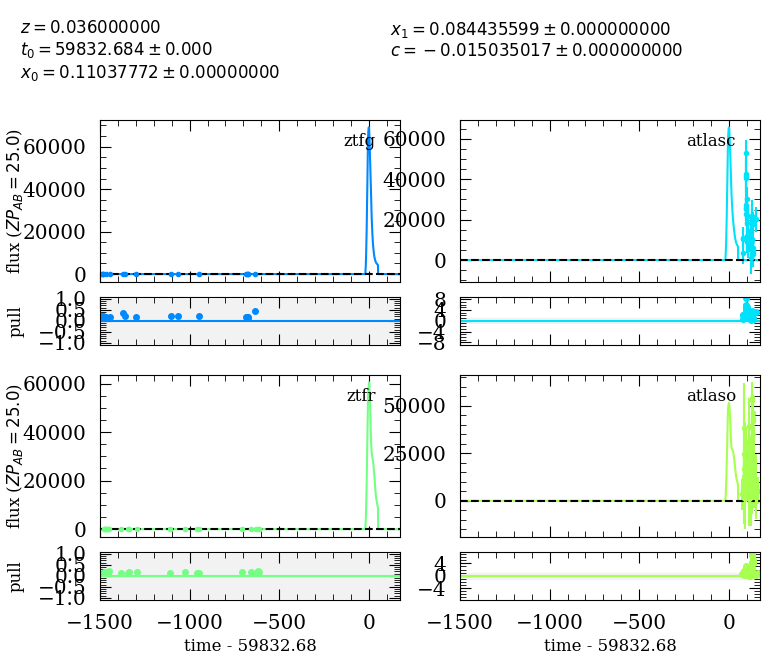 z = 0.036000000
t₀ = 59832.684 ± 0.000
x₀ = 0.11037772 ± 0.00000000
x₁ = 0.084435599 ± 0.000000000
c = −0.015035017 ± 0.000000000
ztfg
flux (ZP_AB = 25.0)
60000
40000
20000
0
atlasc
60000
40000
20000
0
pull
1.0
0.5
0.0
−0.5
−1.0
8
4
0
−4
−8
ztfr
flux (ZP_AB = 25.0)
60000
40000
20000
0
atlaso
50000
25000
0
pull
1.0
0.5
0.0
−0.5
−1.0
4
0
−4
−1500 −1000 −500 0
time - 59832.68
−1500 −1000 −500 0
time - 59832.68